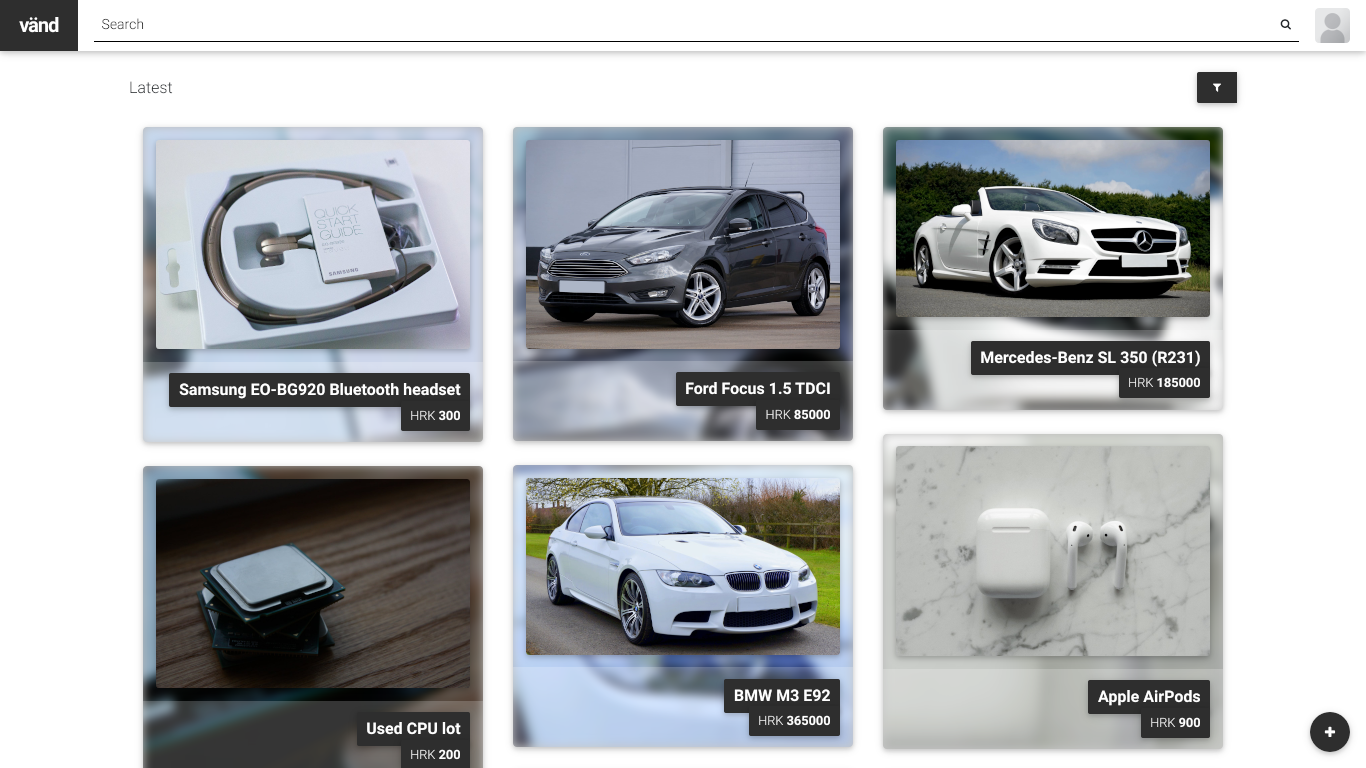 vänd
Search
Latest
QUICK
START
GUIDE
SAMSUNG
Samsung EO-BG920 Bluetooth headset
HRK 300
Ford Focus 1.5 TDCI
HRK 85000
Mercedes-Benz SL 350 (R231)
HRK 185000
Used CPU lot
HRK 200
BMW M3 E92
HRK 365000
Apple AirPods
HRK 900